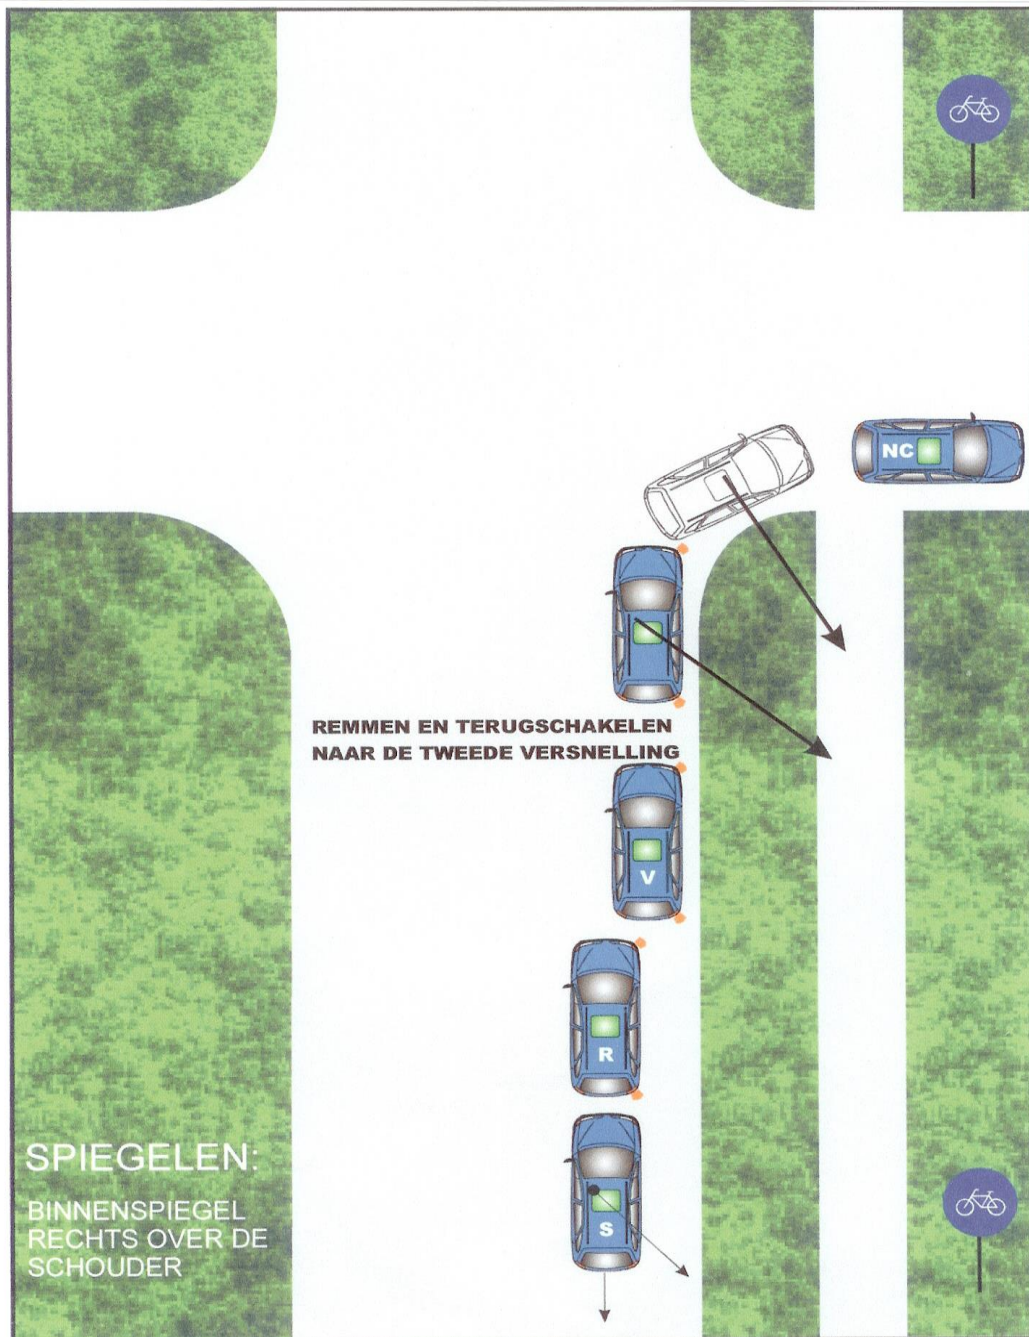 NC
REMMEN EN TERUGSCHAKELEN
NAAR DE TWEEDE VERSNELLING
V
R
S
SPIEGELEN:
BINNENSPIEGEL
RECHTS OVER DE
SCHOUDER